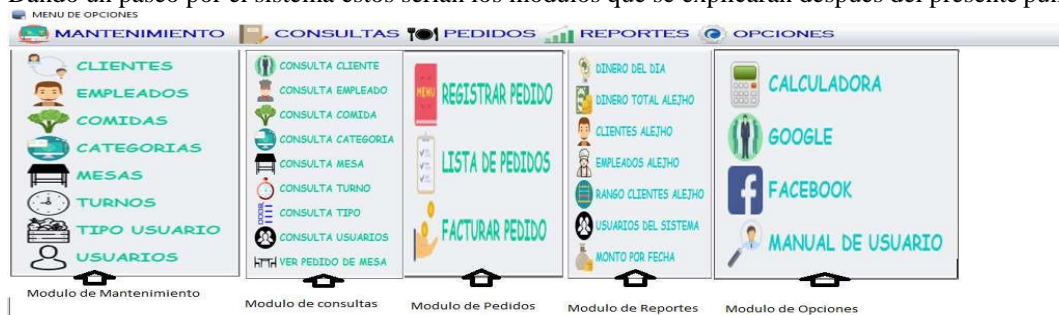 Dando un paseo por el sistema estos serían los módulos que se explicarán después del presente
MENU DE OPCIONES
MANTENIMIENTO CONSULTAS PEDIDOS REPORTES OPCIONES
CLIENTES
EMPLEADOS
COMIDAS
CATEGORIAS
MESAS
TURNOS
TIPO USUARIO
USUARIOS
CONSULTA CLIENTE
CONSULTA EMPLEADO
CONSULTA COMIDA
CONSULTA CATEGORIA
CONSULTA MESA
CONSULTA TURNO
CONSULTA TIPO
CONSULTA USUARIOS
VER PEDIDO DE MESA
MENU
REGISTRAR PEDIDO
LISTA DE PEDIDOS
FACTURAR PEDIDO
DINERO DEL DIA
DINERO TOTAL ALEJHO
CLIENTES ALEJHO
EMPLEADOS ALEJHO
RANGO CLIENTES ALEJHO
USUARIOS DEL SISTEMA
MONTO POR FECHA
CALCULADORA
GOOGLE
FACEBOOK
MANUAL DE USUARIO
Modulo de Mantenimiento
Modulo de consultas
Modulo de Pedidos
Modulo de Reportes
Modulo de Opciones